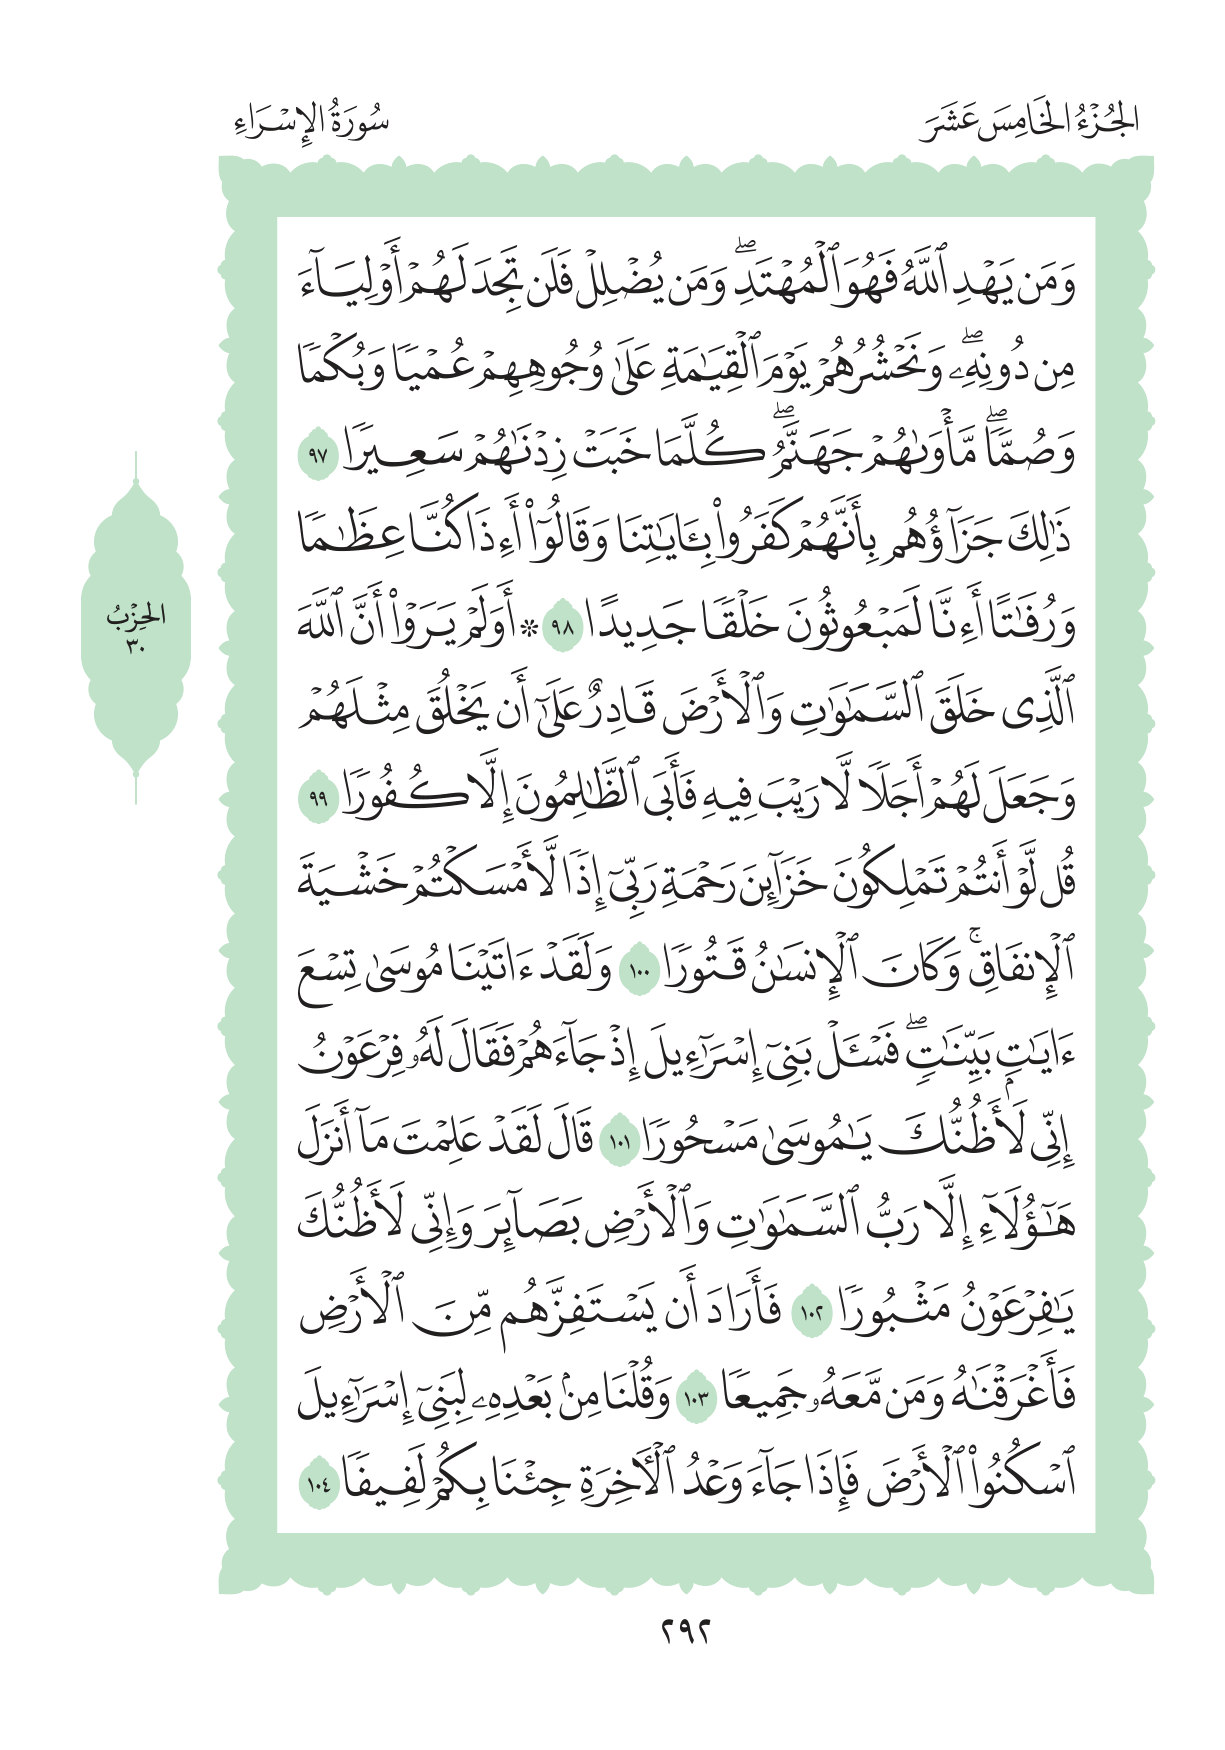 الجُزْءُ الخَامِسَ عَشَرَ
سُورَةُ الإِسْرَاءِ
وَمَن يَهْدِ ٱللَّهُ فَهُوَ ٱلْمُهْتَدِۖ وَمَن يُضْلِلْ فَلَن تَجِدَ لَهُمْ أَوْلِيَآءَ
مِن دُونِهِۦۖ وَنَحْشُرُهُمْ يَوْمَ ٱلْقِيَٰمَةِ عَلَىٰ وُجُوهِهِمْ عُمْيًا وَبُكْمًا
وَصُمًّاۖ مَّأْوَىٰهُمْ جَهَنَّمُۖ كُلَّمَا خَبَتْ زِدْنَٰهُمْ سَعِيرًا ٩٧
ذَٰلِكَ جَزَآؤُهُم بِأَنَّهُمْ كَفَرُوا۟ بِـَٔايَٰتِنَا وَقَالُوٓا۟ أَءِذَا كُنَّا عِظَٰمًا
وَرُفَٰتًا أَءِنَّا لَمَبْعُوثُونَ خَلْقًا جَدِيدًا ٩٨ * أَوَلَمْ يَرَوْا۟ أَنَّ ٱللَّهَ
ٱلَّذِى خَلَقَ ٱلسَّمَٰوَٰتِ وَٱلْأَرْضَ قَادِرٌ عَلَىٰٓ أَن يَخْلُقَ مِثْلَهُمْ
وَجَعَلَ لَهُمْ أَجَلًا لَّا رَيْبَ فِيهِ فَأَبَى ٱلظَّٰلِمُونَ إِلَّا كُفُورًا ٩٩
قُل لَّوْ أَنتُمْ تَمْلِكُونَ خَزَآئِنَ رَحْمَةِ رَبِّىٓ إِذًا لَّأَمْسَكْتُمْ خَشْيَةَ
ٱلْإِنفَاقِۚ وَكَانَ ٱلْإِنسَٰنُ قَتُورًا ١٠٠ وَلَقَدْ ءَاتَيْنَا مُوسَىٰ تِسْعَ
ءَايَٰتٍۭ بَيِّنَٰتٍۖ فَسْـَٔلْ بَنِىٓ إِسْرَٰٓءِيلَ إِذْ جَآءَهُمْ فَقَالَ لَهُۥ فِرْعَوْنُ
إِنِّى لَأَظُنُّكَ يَٰمُوسَىٰ مَسْحُورًا ١٠١ قَالَ لَقَدْ عَلِمْتَ مَآ أَنزَلَ
هَٰٓؤُلَآءِ إِلَّا رَبُّ ٱلسَّمَٰوَٰتِ وَٱلْأَرْضِ بَصَآئِرَ وَإِنِّى لَأَظُنُّكَ
يَٰفِرْعَوْنُ مَثْبُورًا ١٠٢ فَأَرَادَ أَن يَسْتَفِزَّهُم مِّنَ ٱلْأَرْضِ
فَأَغْرَقْنَٰهُ وَمَن مَّعَهُۥ جَمِيعًا ١٠٣ وَقُلْنَا مِنۢ بَعْدِهِۦ لِبَنِىٓ إِسْرَٰٓءِيلَ
ٱسْكُنُوا۟ ٱلْأَرْضَ فَإِذَا جَآءَ وَعْدُ ٱلْـَٔاخِرَةِ جِئْنَا بِكُمْ لَفِيفًا ١٠٤
الحِزْبُ
٣٠
٢٩٢